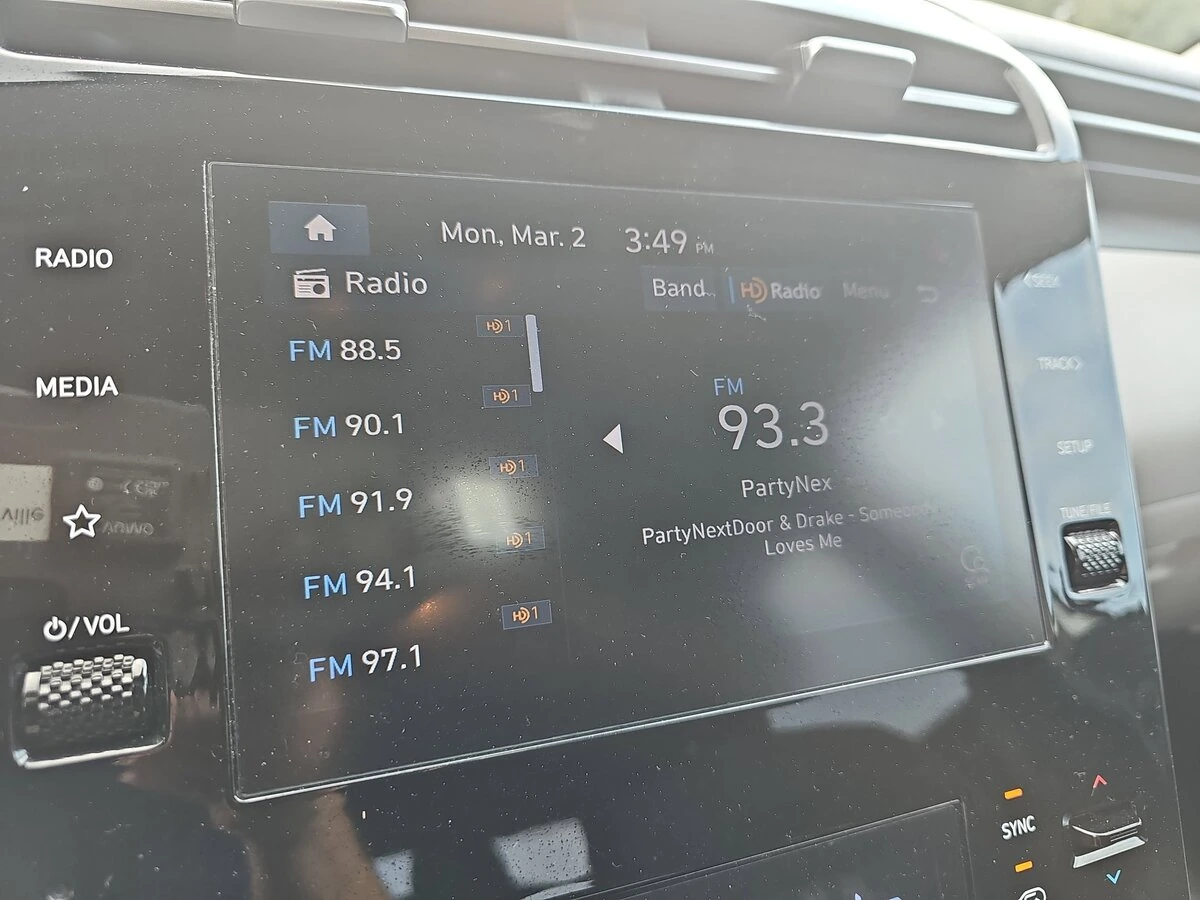 RADIO
MEDIA
/VOL
Mon, Mar. 2 3:49 PM
Radio
Band HD Radio Menu
FM 88.5 HD1
FM 90.1 HD1
FM 91.9 HD1
FM 94.1 HD1
FM 97.1 HD1
FM
93.3
PartyNex
PartyNextDoor & Drake -
Loves Me
SEEK
TRACK
SETUP
TUNE/FILE
SYNC
ville